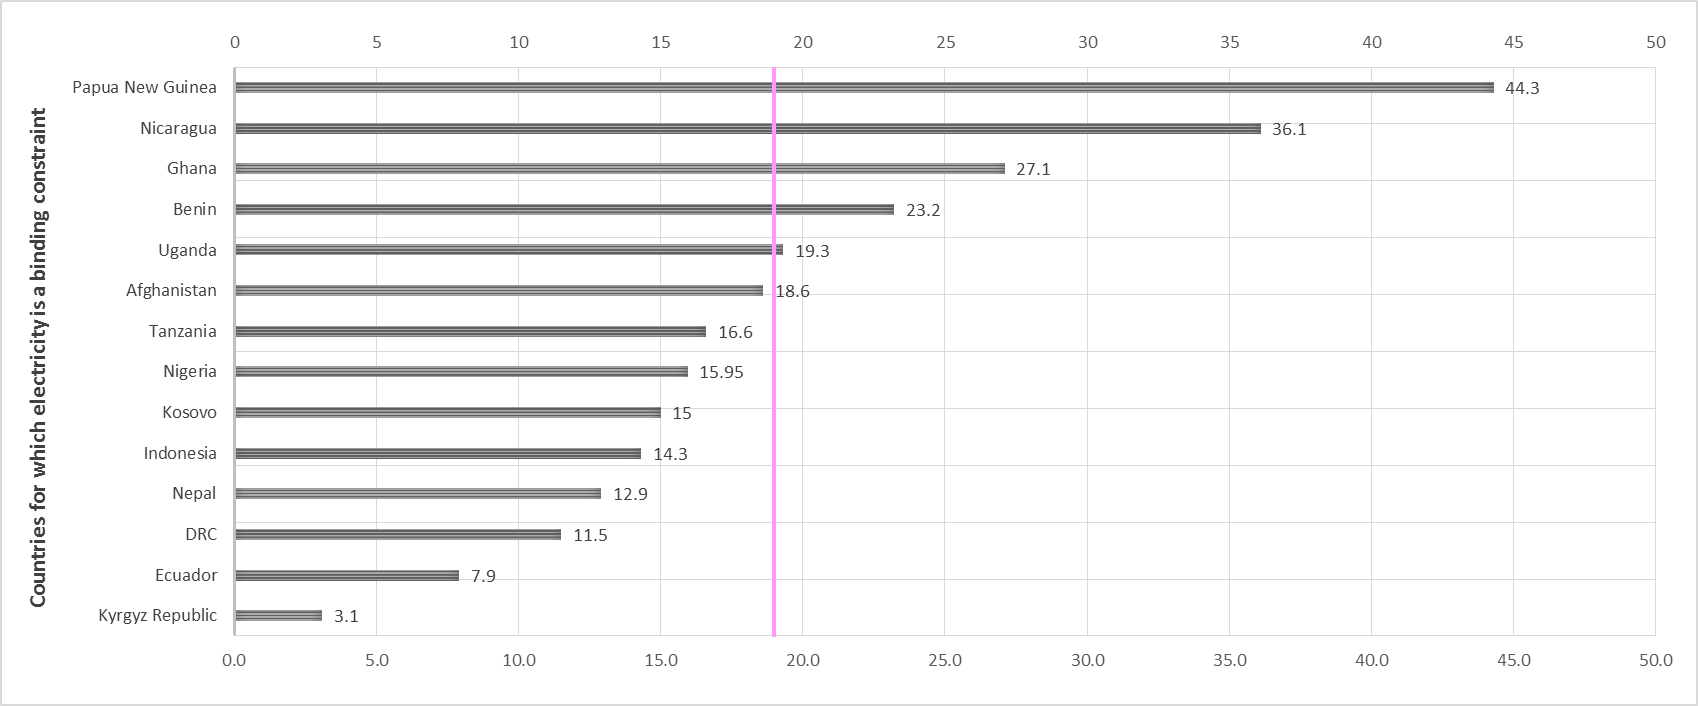 0 5 10 15 20 25 30 35 40 45 50
Countries for which electricity is a binding constraint
Papua New Guinea 44.3
Nicaragua 36.1
Ghana 27.1
Benin 23.2
Uganda 19.3
Afghanistan 18.6
Tanzania 16.6
Nigeria 15.95
Kosovo 15
Indonesia 14.3
Nepal 12.9
DRC 11.5
Ecuador 7.9
Kyrgyz Republic 3.1
0.0 5.0 10.0 15.0 20.0 25.0 30.0 35.0 40.0 45.0 50.0